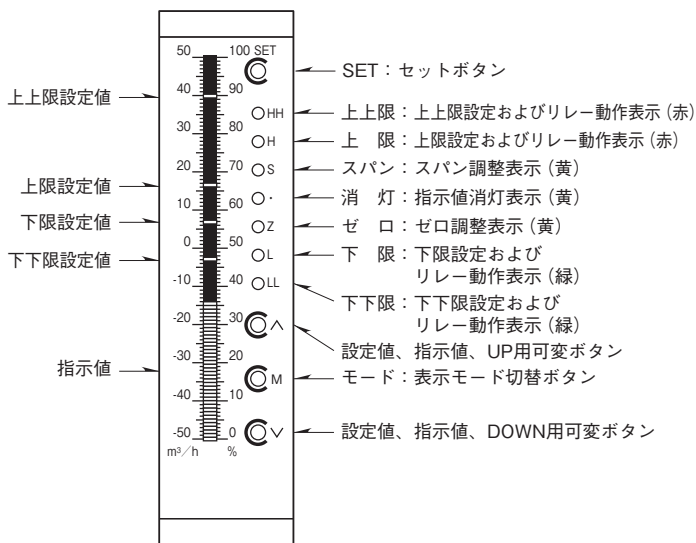 50 100 SET
SET：セットボタン
40 90
上上限設定値
HH
上上限：上上限設定およびリレー動作表示（赤）
30 80
H
上　限：上限設定およびリレー動作表示（赤）
20 70
S
スパン：スパン調整表示（黄）
上限設定値
・
消　灯：指示値消灯表示（黄）
10 60
下限設定値
Z
ゼ　ロ：ゼロ調整表示（黄）
0 50
L
下　限：下限設定および
リレー動作表示（緑）
下下限設定値
-10 40
LL
下下限：下下限設定および
リレー動作表示（緑）
-20 30
設定値、指示値、UP用可変ボタン
-30 20
指示値
M
モード：表示モード切替ボタン
-40 10
-50 0
設定値、指示値、DOWN用可変ボタン
m³/h %